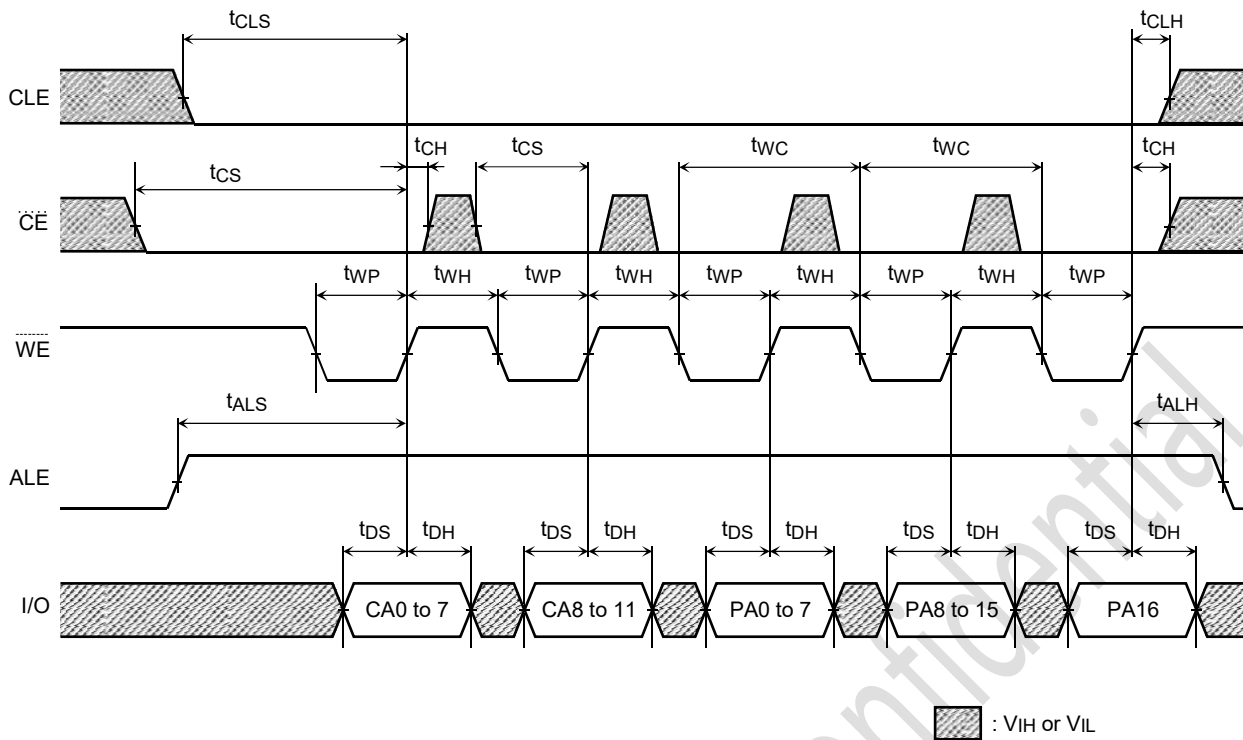 tCLS tCLH
CLE
tCH tCS tWC tWC tCH
tCS
CE
tWP tWH tWP tWH tWP tWH tWP tWH tWP
WE
tALS tALH
ALE
tDS tDH tDS tDH tDS tDH tDS tDH tDS tDH
I/O CA0 to 7 CA8 to 11 PA0 to 7 PA8 to 15 PA16
: VIH or VIL